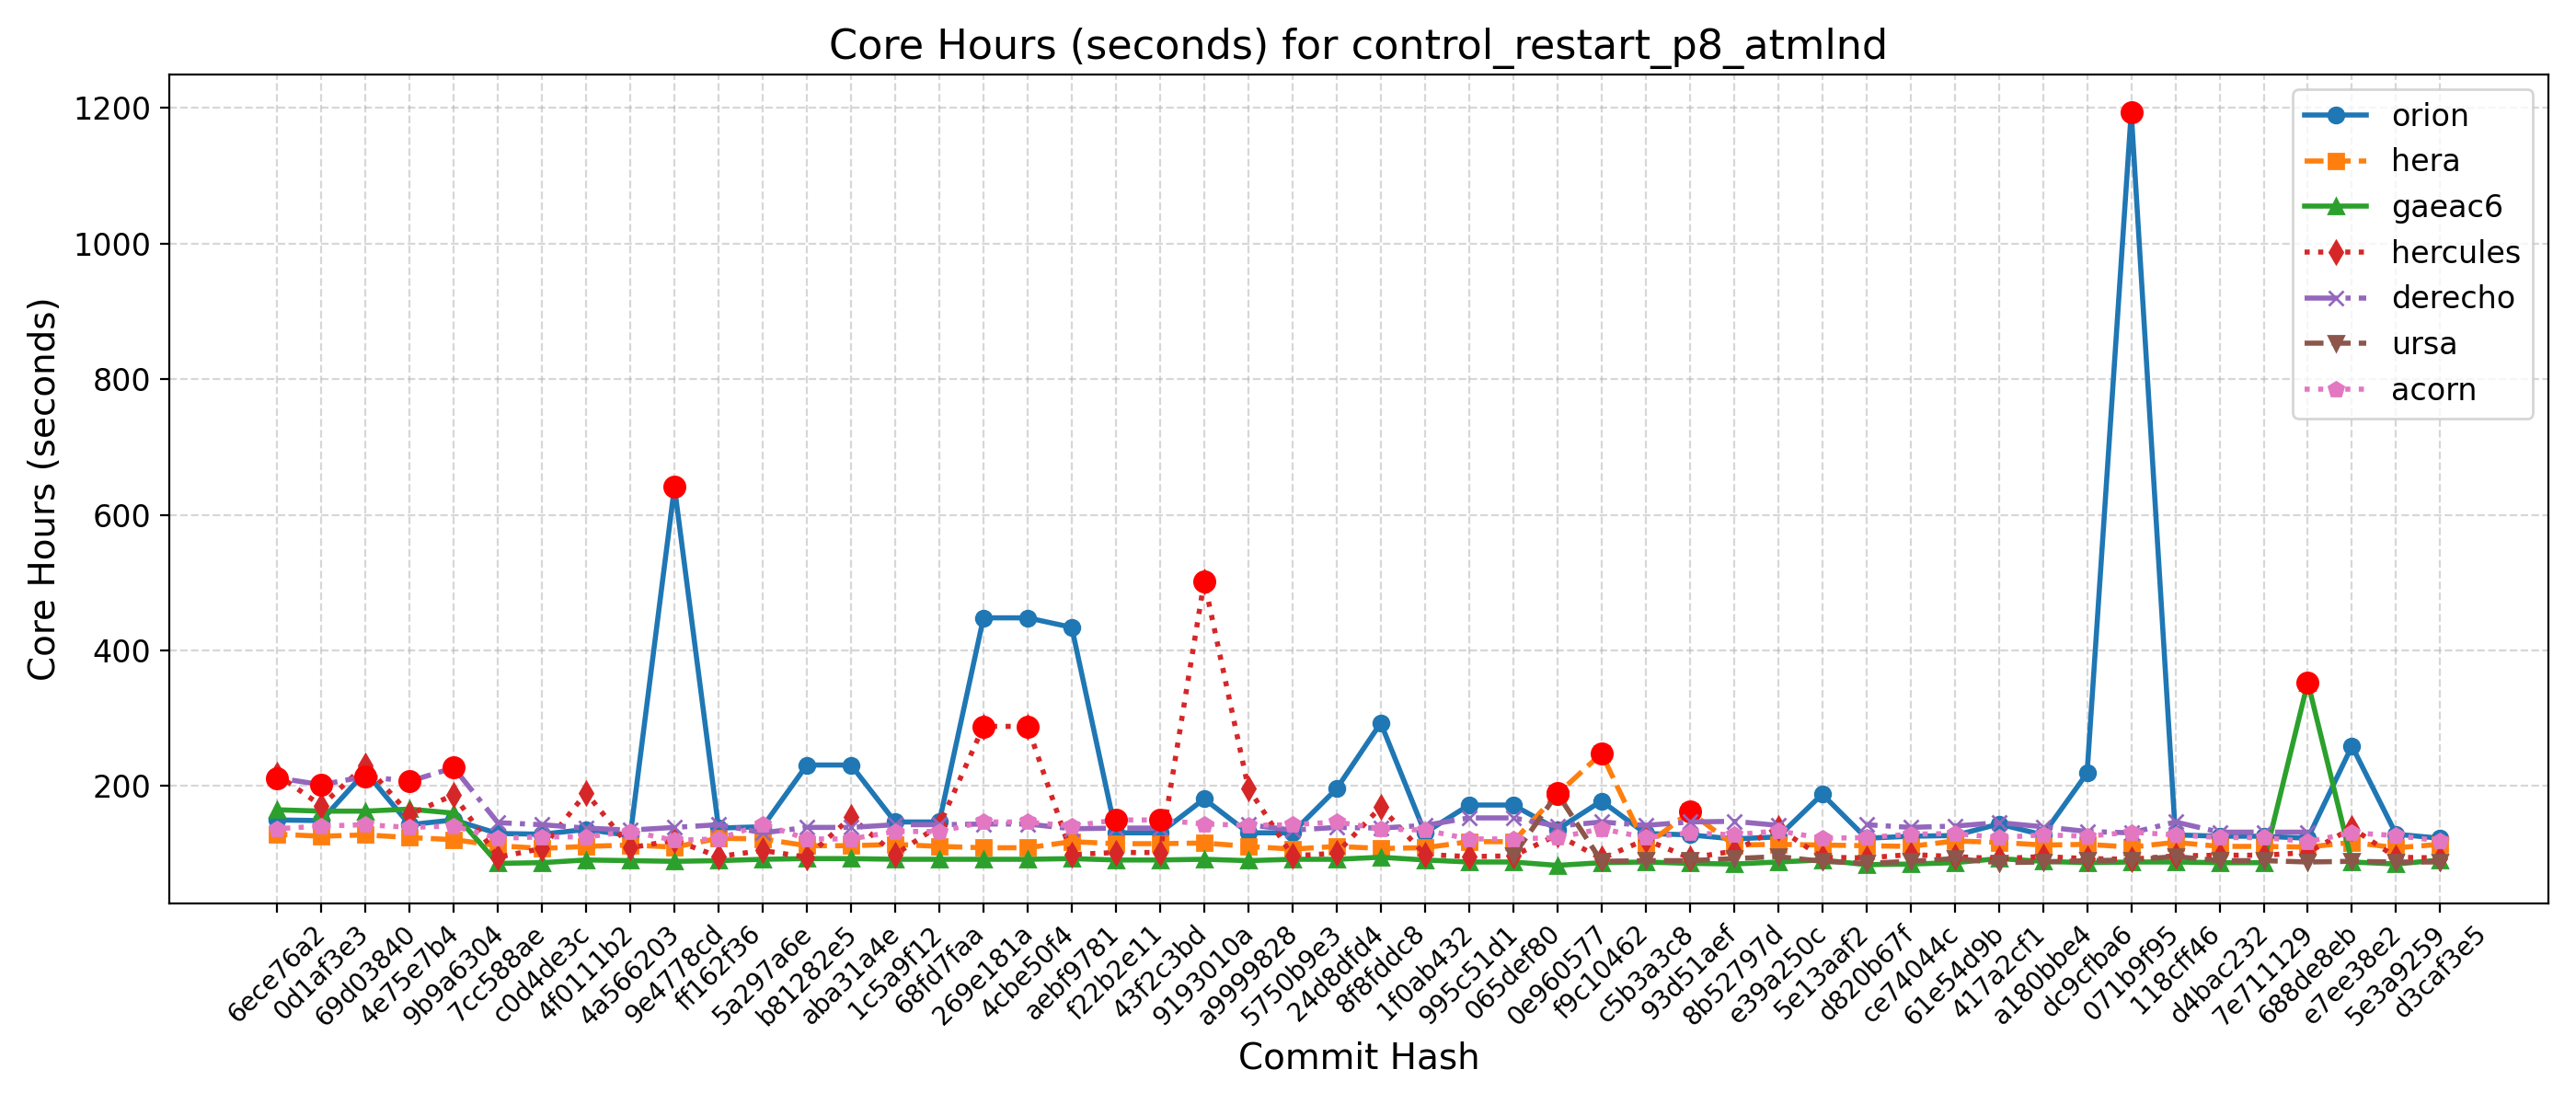 Core Hours (seconds) for control_restart_p8_atmlnd
Core Hours (seconds)
1200
1000
800
600
400
200
orion
hera
gaeac6
hercules
derecho
ursa
acorn
6ece76a2
0d1af3e3
69d03840
4e75e7b4
9b9a6304
7cc588ae
c0d4de3c
4f0111b2
4a566203
9e4778cd
ff162f36
5a297a6e
b81282e5
aba31a4e
1c5a9f12
68fd7faa
269e181a
4cbe50f4
aebf9781
f22b2e11
43f2c3bd
9193010a
a9999828
5750b9e3
24d8dfd4
8f8fddc8
1f0ab432
995c51d1
065def80
0e960577
f9c10462
c5b3a3c8
93d51aef
8b52797d
e39a250c
5e13aaf2
d820b67f
ce74044c
61e54d9b
417a2cf1
a180bbe4
dc9cfba6
071b9f95
118cff46
d4bac232
7e711129
688de8eb
e7ee38e2
5e3a9259
d3caf3e5
Commit Hash